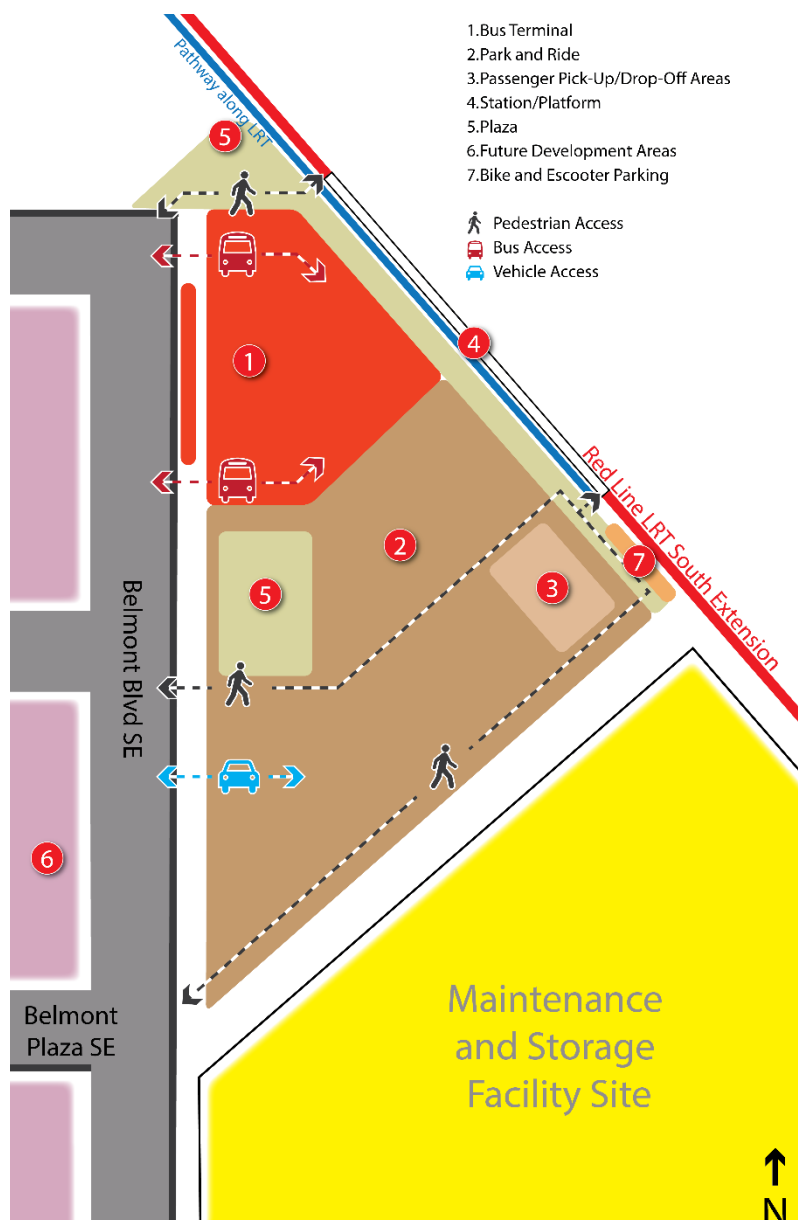 1.Bus Terminal
2.Park and Ride
3.Passenger Pick-Up/Drop-Off Areas
4.Station/Platform
5.Plaza
6.Future Development Areas
7.Bike and Escooter Parking
Pedestrian Access
Bus Access
Vehicle Access
Pathway along LRT
5
1
4
Red Line LRT South Extension
2
7
5
3
Belmont Blvd SE
6
Belmont
Plaza SE
Maintenance
and Storage
Facility Site
N